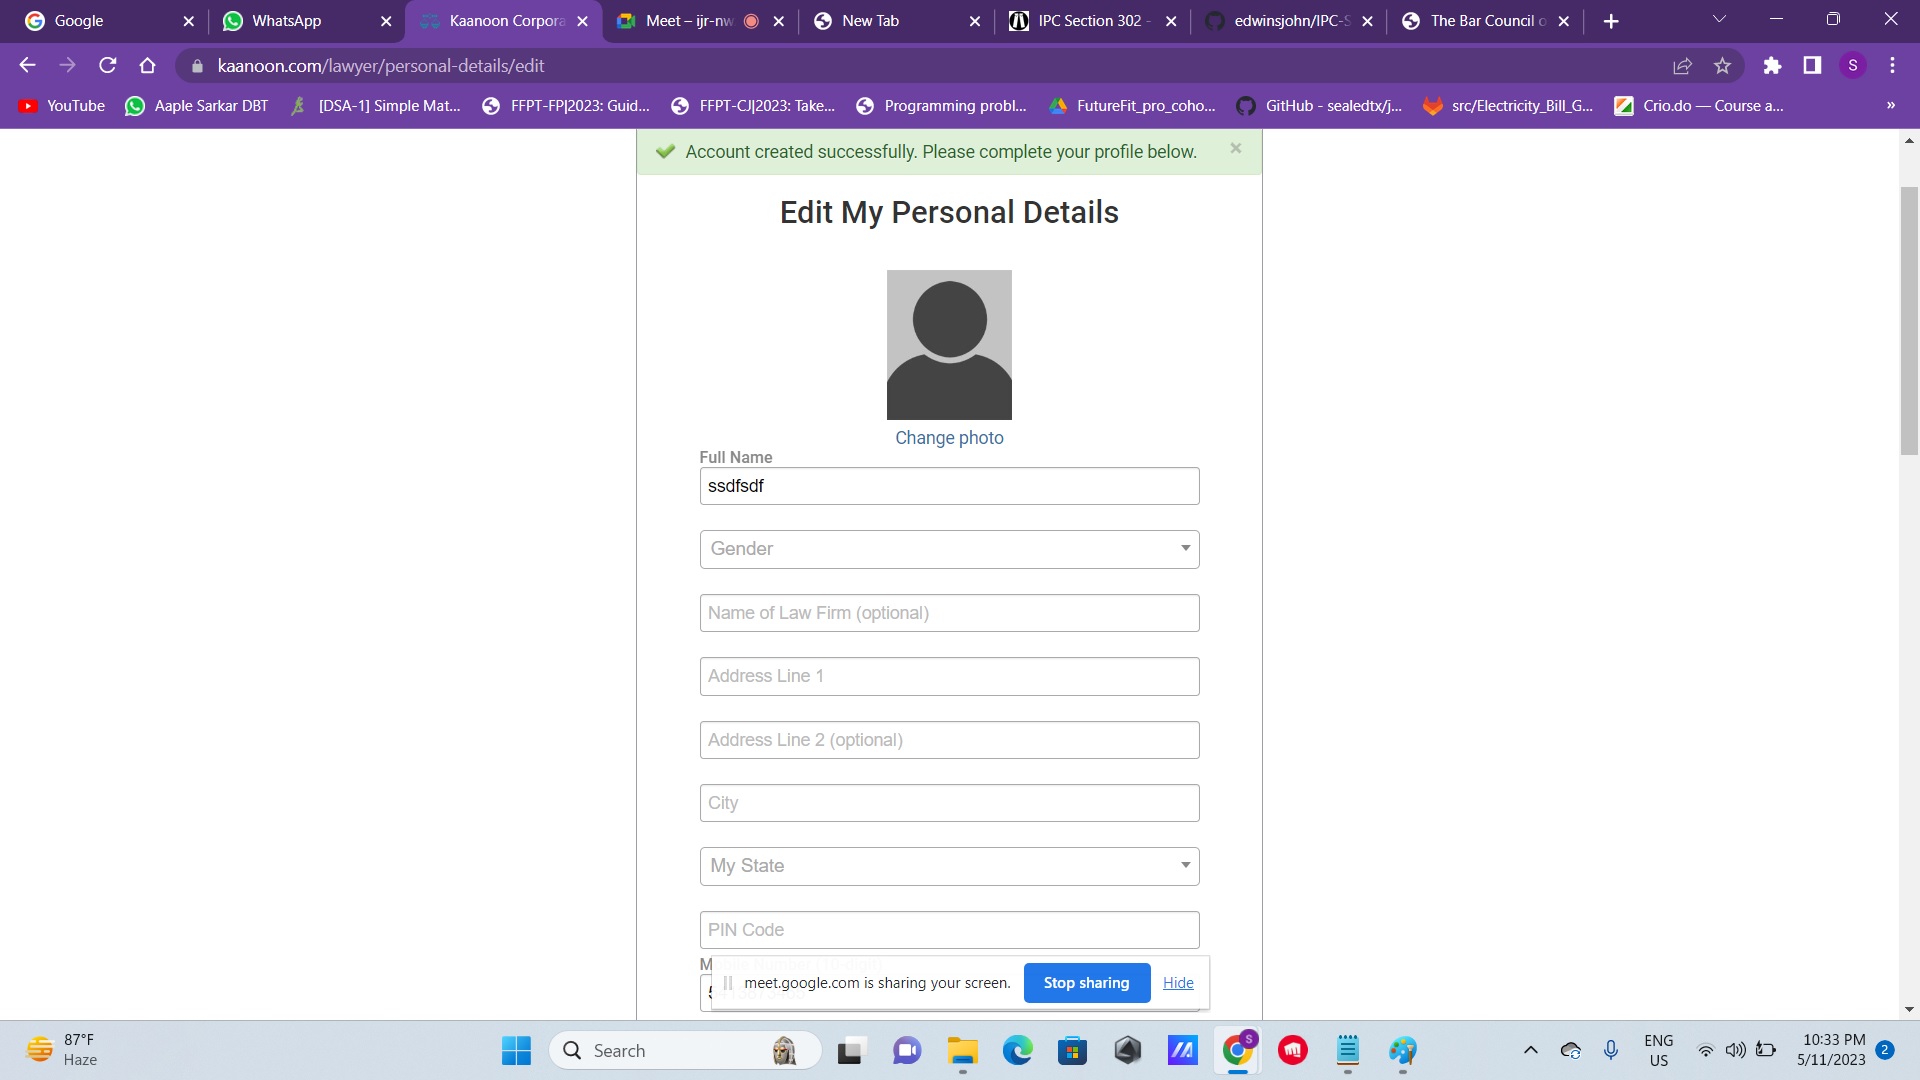 Google
WhatsApp
Kaanoon Corpora
Meet – ijr-nw
New Tab
IPC Section 302 -
edwinsjohn/IPC-S
The Bar Council o
kaanoon.com/lawyer/personal-details/edit
S
YouTube
Aaple Sarkar DBT
[DSA-1] Simple Mat...
FFPT-FP|2023: Guid...
FFPT-CJ|2023: Take...
Programming probl...
FutureFit_pro_coho...
GitHub - sealedtx/j...
src/Electricity_Bill_G...
Crio.do — Course a...
»
Account created successfully. Please complete your profile below.
Edit My Personal Details
Change photo
Full Name
ssdfsdf
Gender
Name of Law Firm (optional)
Address Line 1
Address Line 2 (optional)
City
My State
PIN Code
meet.google.com is sharing your screen.
Stop sharing
Hide
87°F
Haze
Search
S
ENG
US
10:33 PM
5/11/2023
2